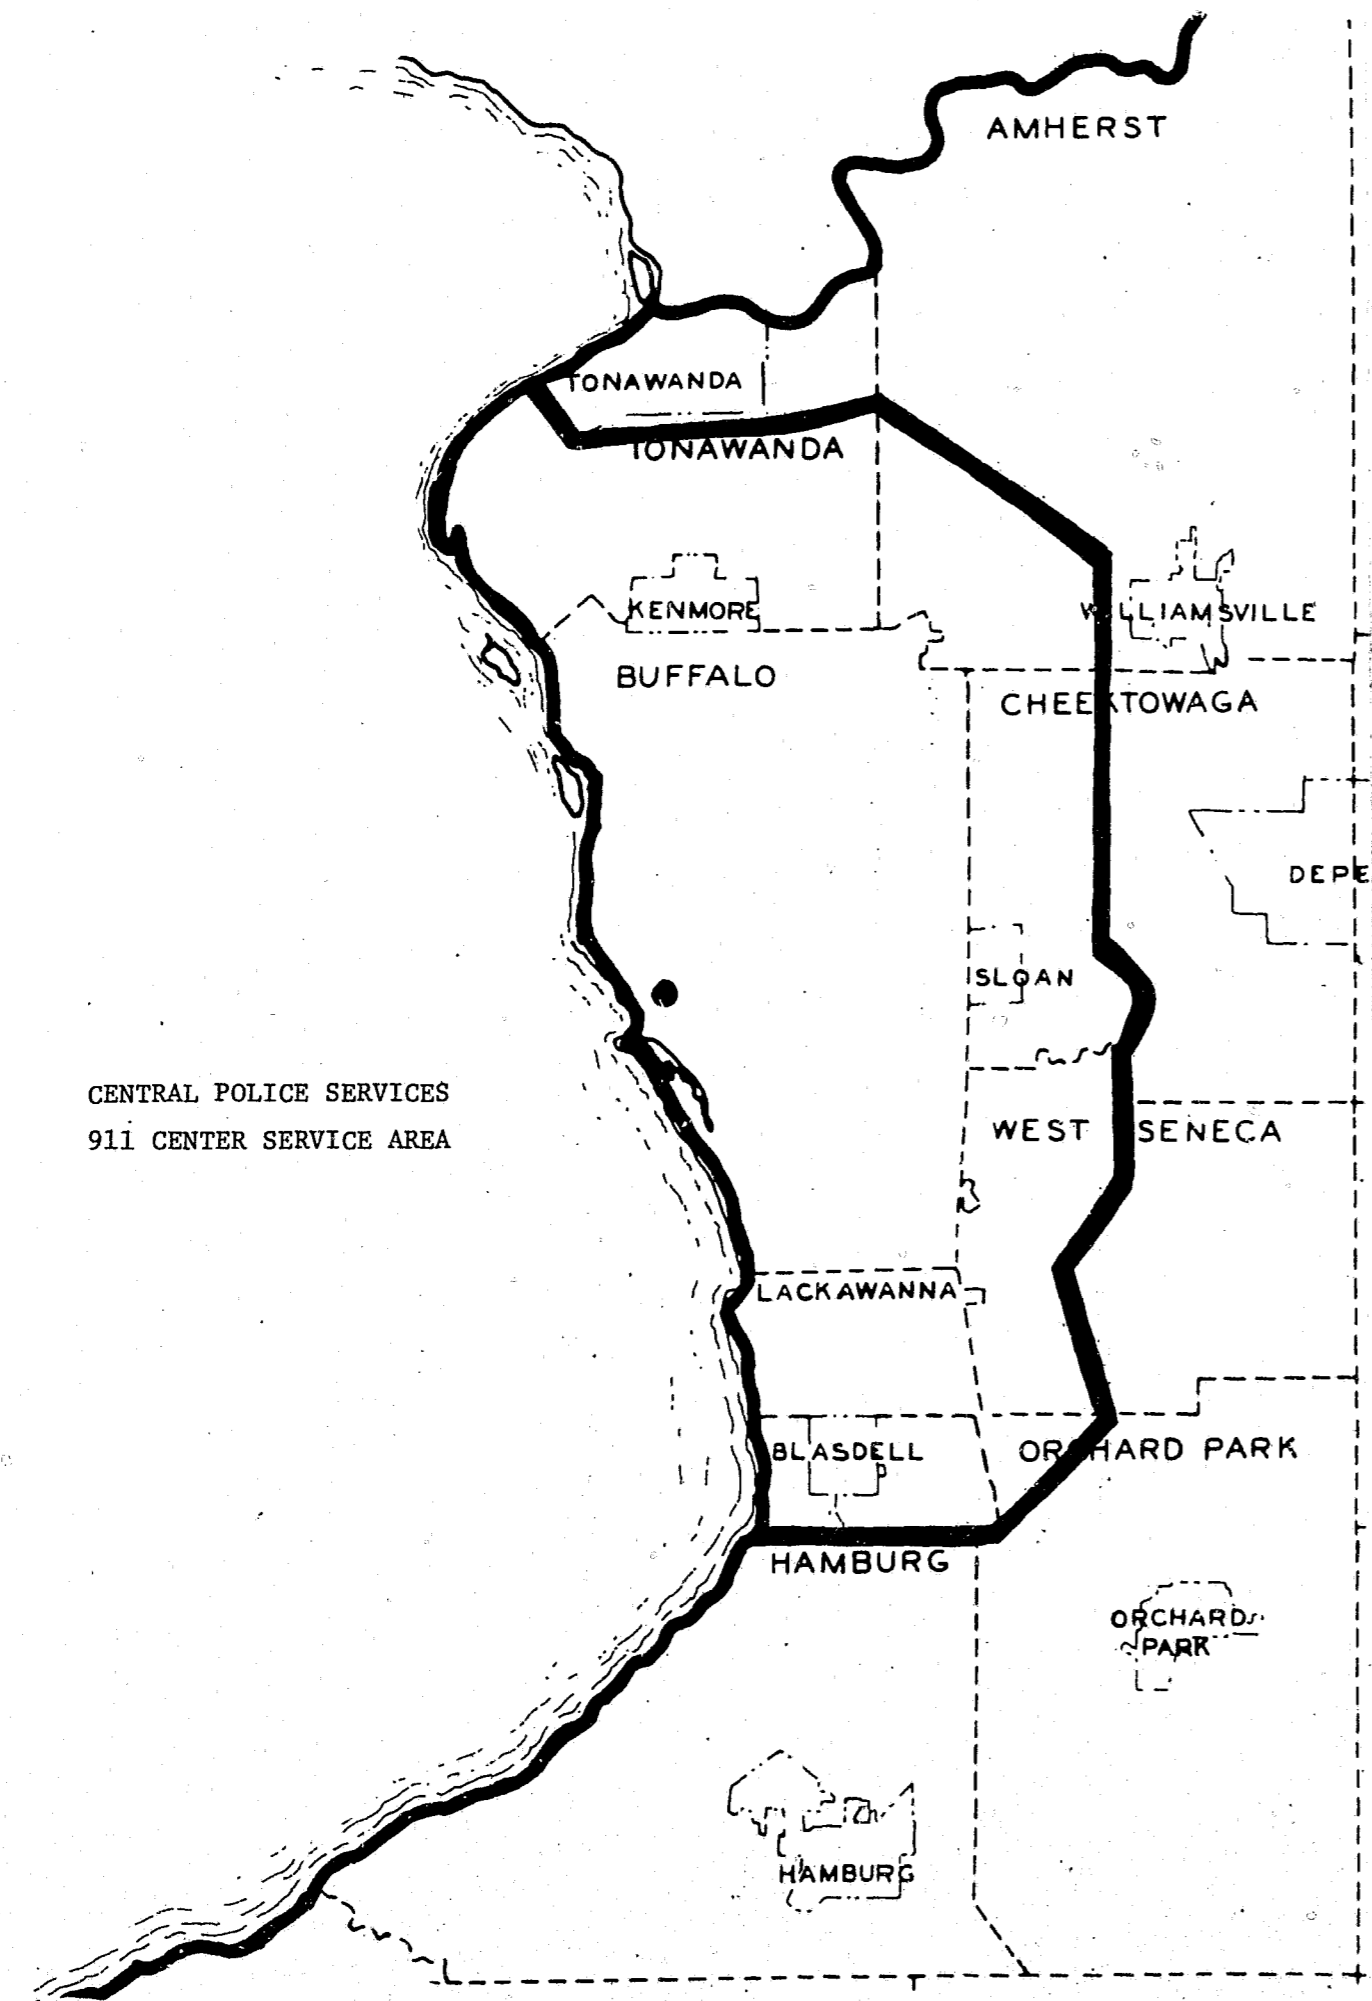 AMHERST
TONAWANDA
TONAWANDA
KENMORE
WILLIAMSVILLE
BUFFALO
CHEEKTOWAGA
DEPE
SLOAN
CENTRAL POLICE SERVICES
911 CENTER SERVICE AREA
WEST SENECA
LACKAWANNA
BLASDELL
ORCHARD PARK
HAMBURG
ORCHARD
PARK
HAMBURG